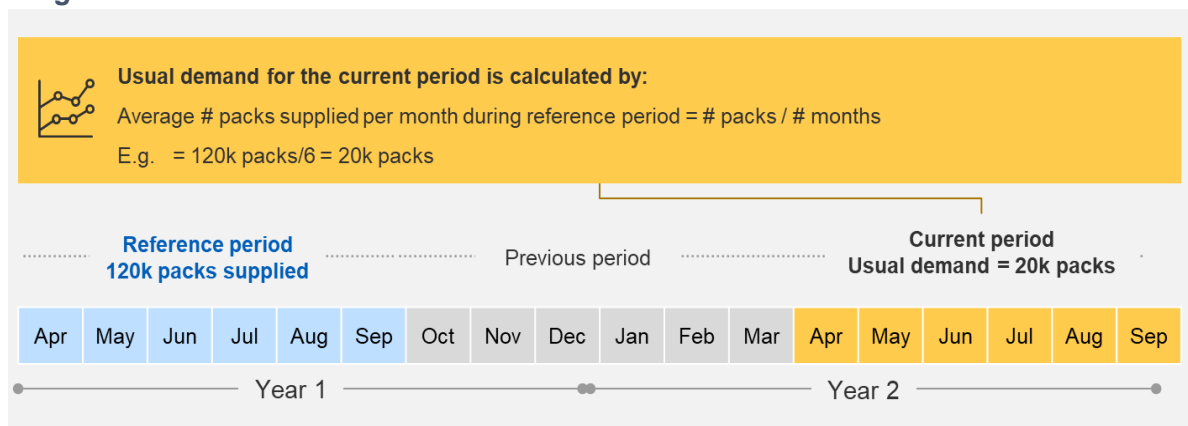 Usual demand for the current period is calculated by:
Average # packs supplied per month during reference period = # packs / # months
E.g. = 120k packs/6 = 20k packs
Reference period
120k packs supplied
Previous period
Current period
Usual demand = 20k packs
Apr May Jun Jul Aug Sep Oct Nov Dec Jan Feb Mar Apr May Jun Jul Aug Sep
Year 1 Year 2